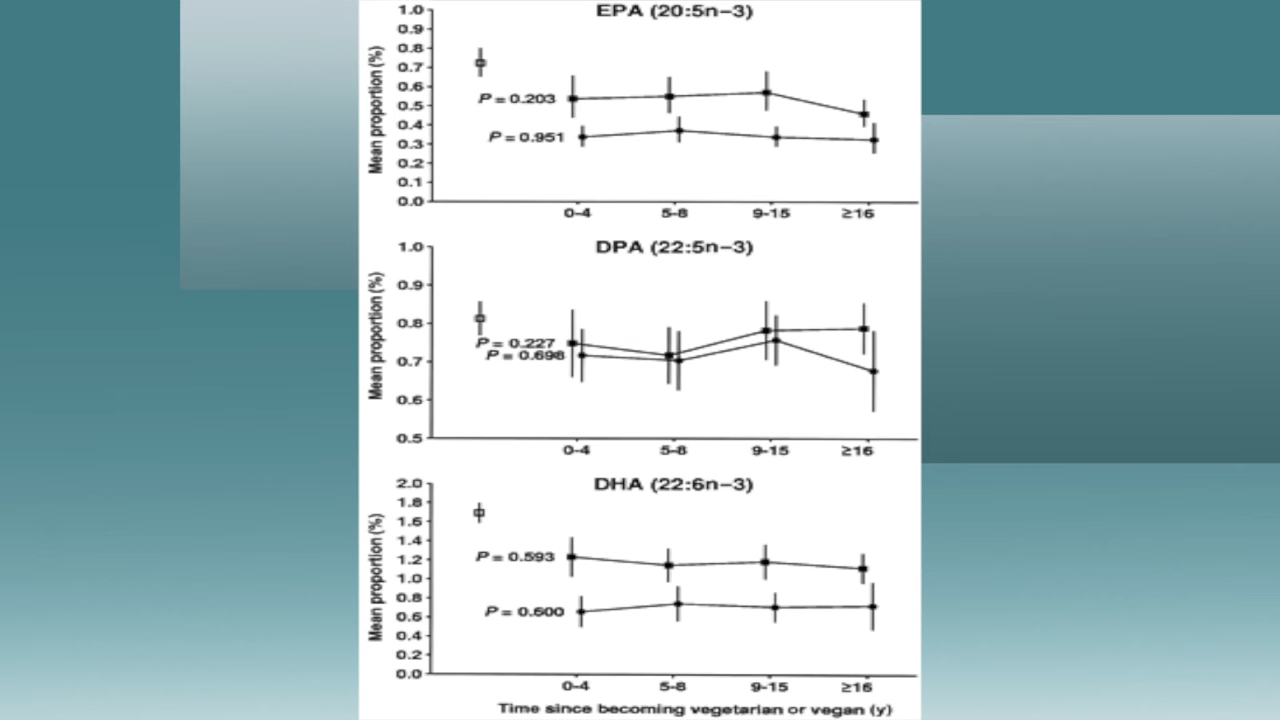 EPA (20:5n−3)
Mean proportion (%)
1.0
0.9
0.8
0.7
0.6
0.5
0.4
0.3
0.2
0.1
0.0
P = 0.203
P = 0.951
0-4 5-8 9-15 ≥16
DPA (22:5n−3)
Mean proportion (%)
1.0
0.9
0.8
0.7
0.6
0.5
P = 0.227
P = 0.698
0-4 5-8 9-15 ≥16
DHA (22:6n−3)
Mean proportion (%)
2.0
1.8
1.6
1.4
1.2
1.0
0.8
0.6
0.4
0.2
0.0
P = 0.593
P = 0.500
0-4 5-8 9-15 ≥16
Time since becoming vegetarian or vegan (y)